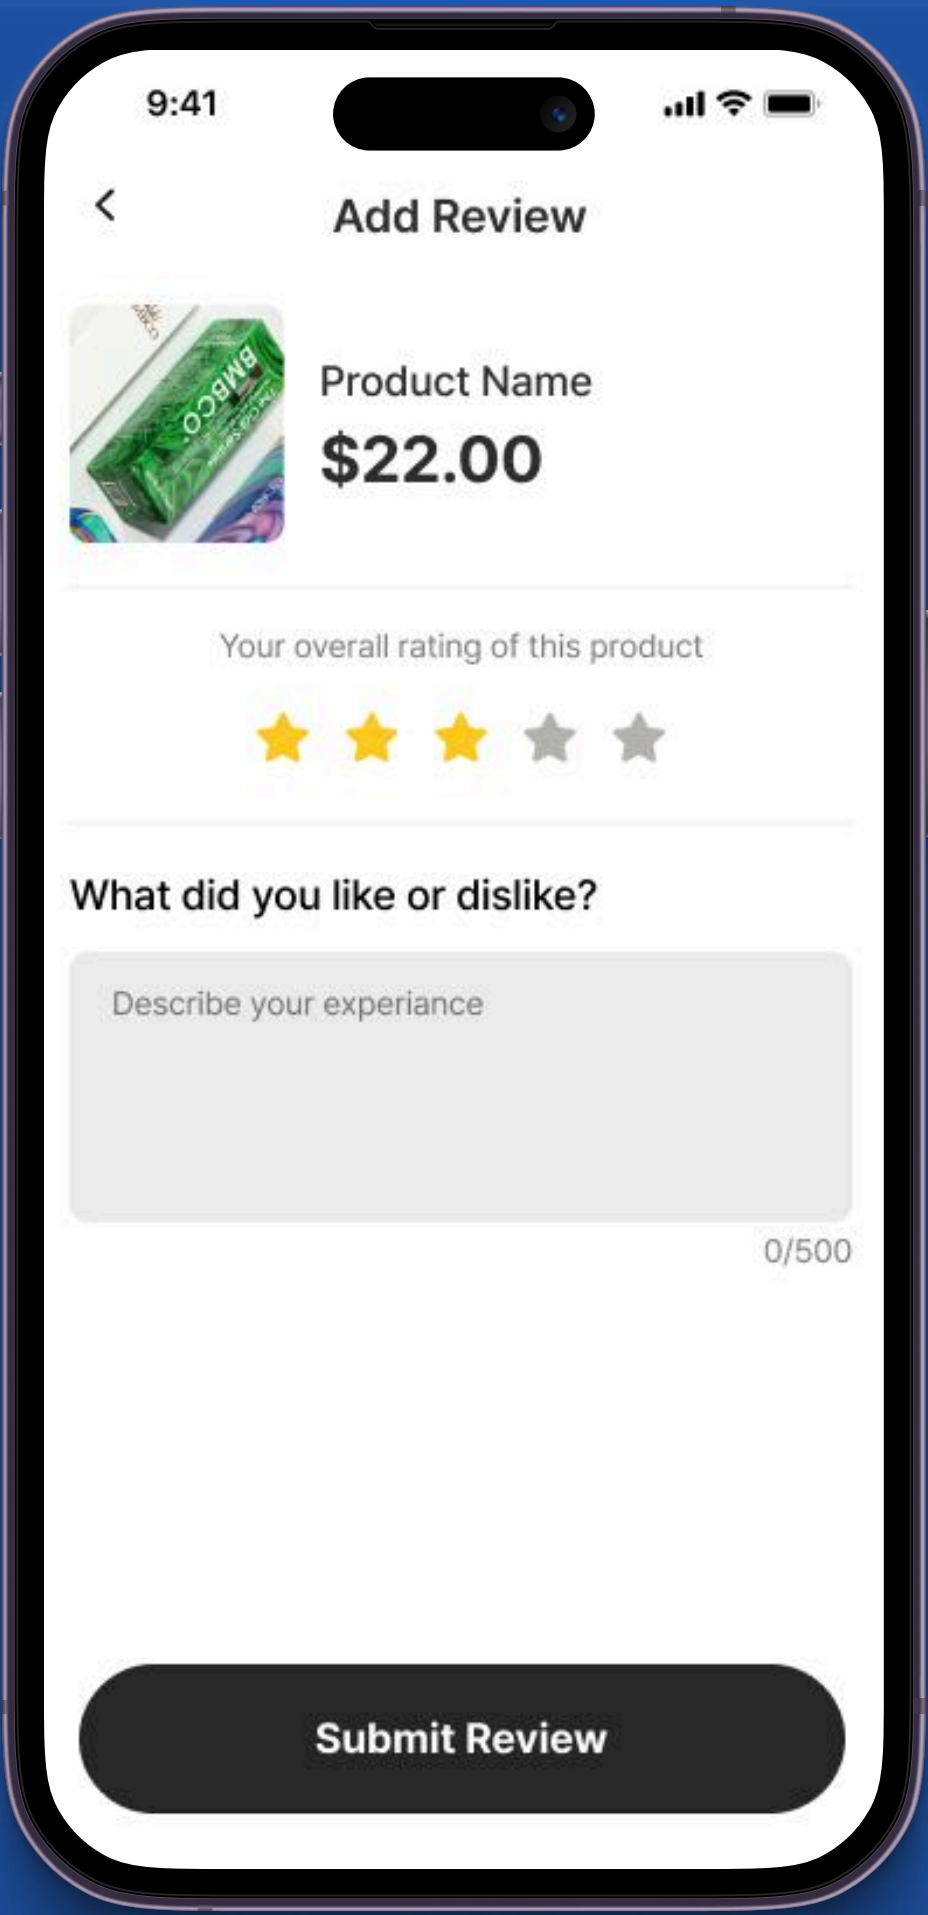 9:41
Add Review
BMBCO
Product Name
$22.00
Your overall rating of this product
What did you like or dislike?
Describe your experiance
0/500
Submit Review